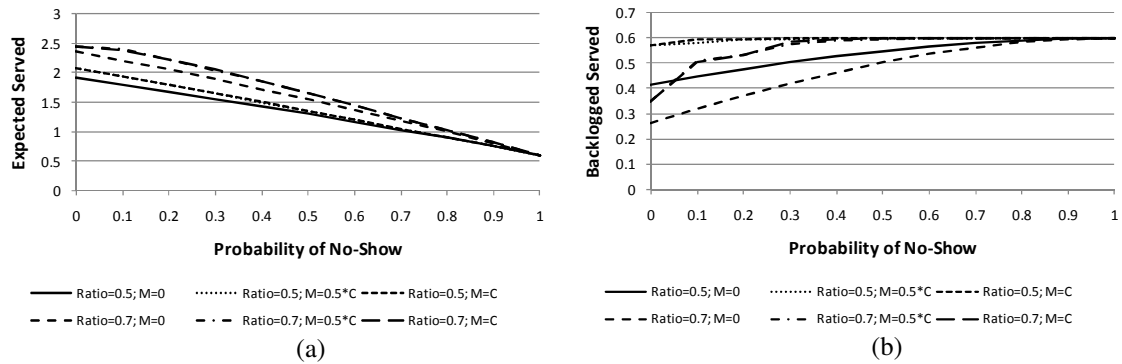 3
2.5
2
1.5
1
0.5
0
Expected Served
0 0.1 0.2 0.3 0.4 0.5 0.6 0.7 0.8 0.9 1
Probability of No-Show
Ratio=0.5; M=0 Ratio=0.5; M=0.5*C Ratio=0.5; M=C
Ratio=0.7; M=0 Ratio=0.7; M=0.5*C Ratio=0.7; M=C
(a)
0.7
0.6
0.5
0.4
0.3
0.2
0.1
0
Backlogged Served
0 0.1 0.2 0.3 0.4 0.5 0.6 0.7 0.8 0.9 1
Probability of No-Show
Ratio=0.5; M=0 Ratio=0.5; M=0.5*C Ratio=0.5; M=C
Ratio=0.7; M=0 Ratio=0.7; M=0.5*C Ratio=0.7; M=C
(b)